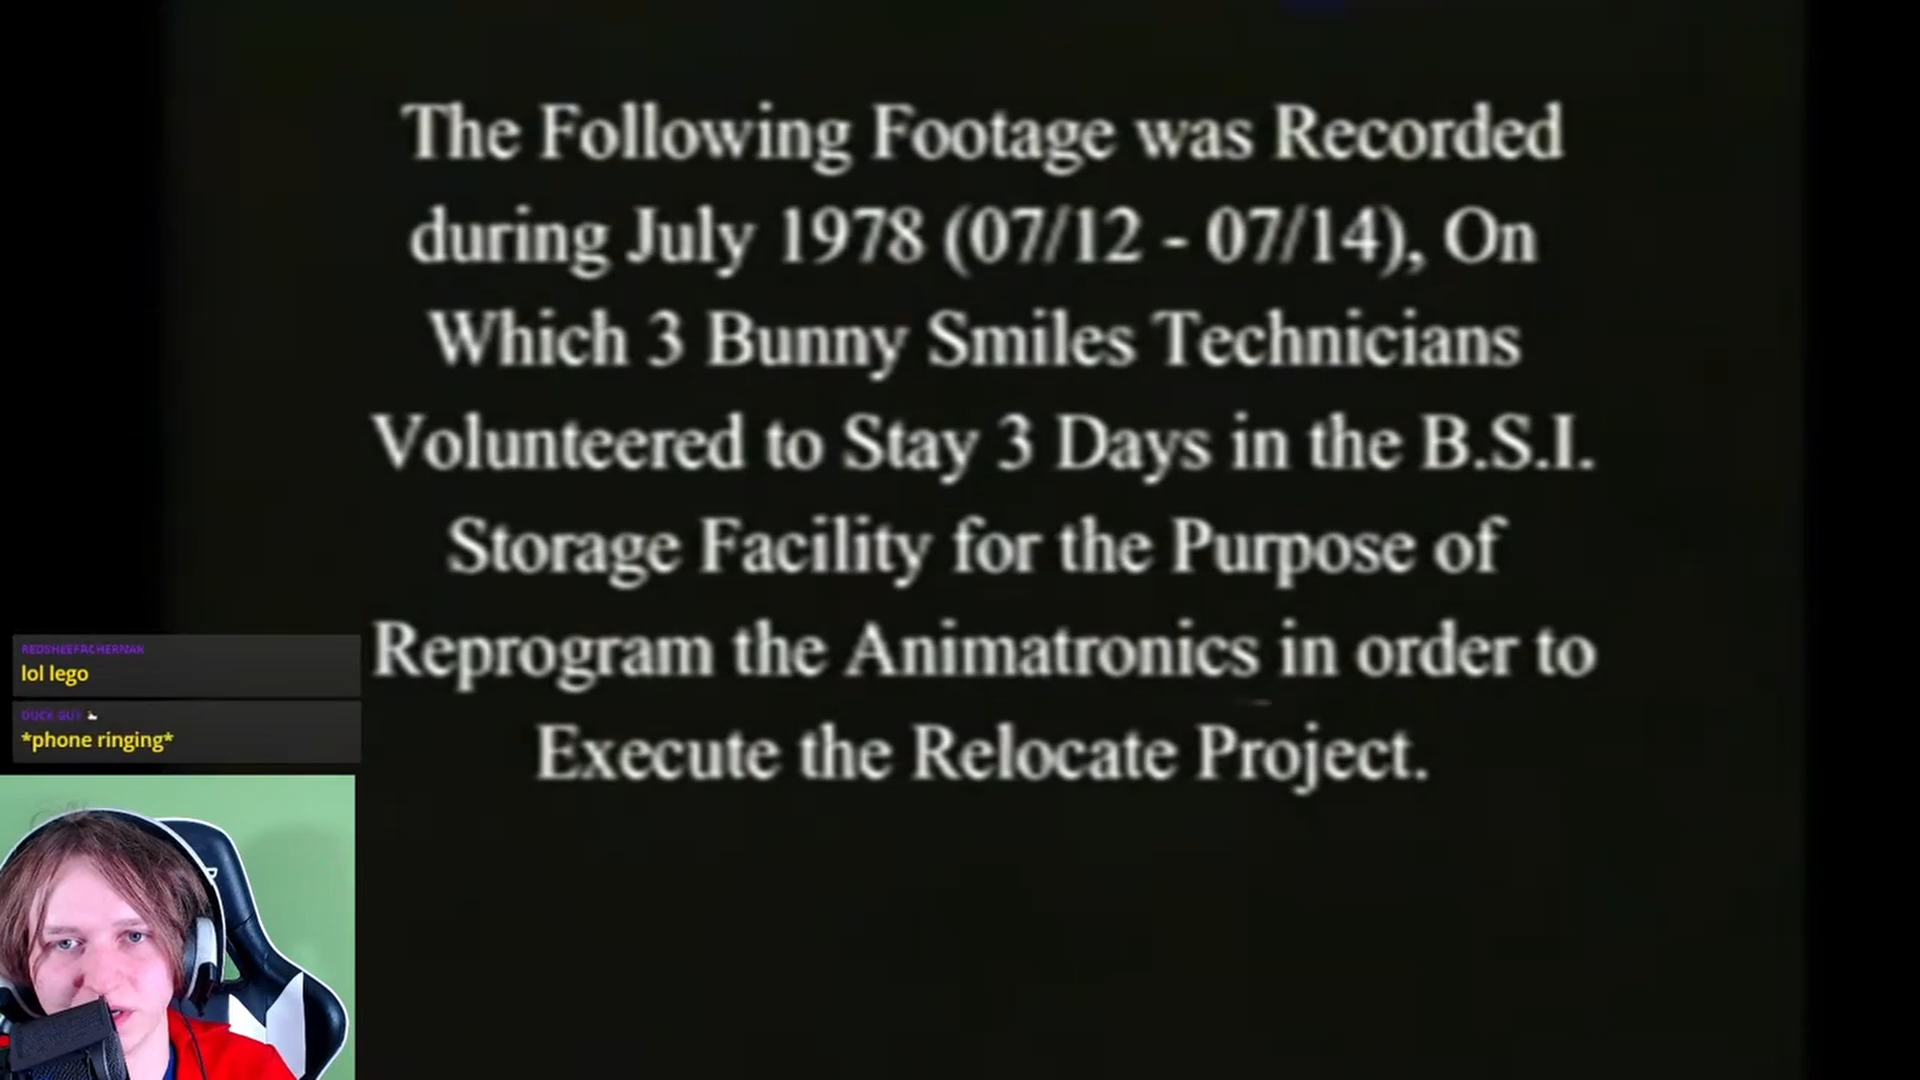 The Following Footage was Recorded
during July 1978 (07/12 - 07/14), On
Which 3 Bunny Smiles Technicians
Volunteered to Stay 3 Days in the B.S.I.
Storage Facility for the Purpose of
Reprogram the Animatronics in order to
Execute the Relocate Project.
lol lego
DUCK GUY
*phone ringing*